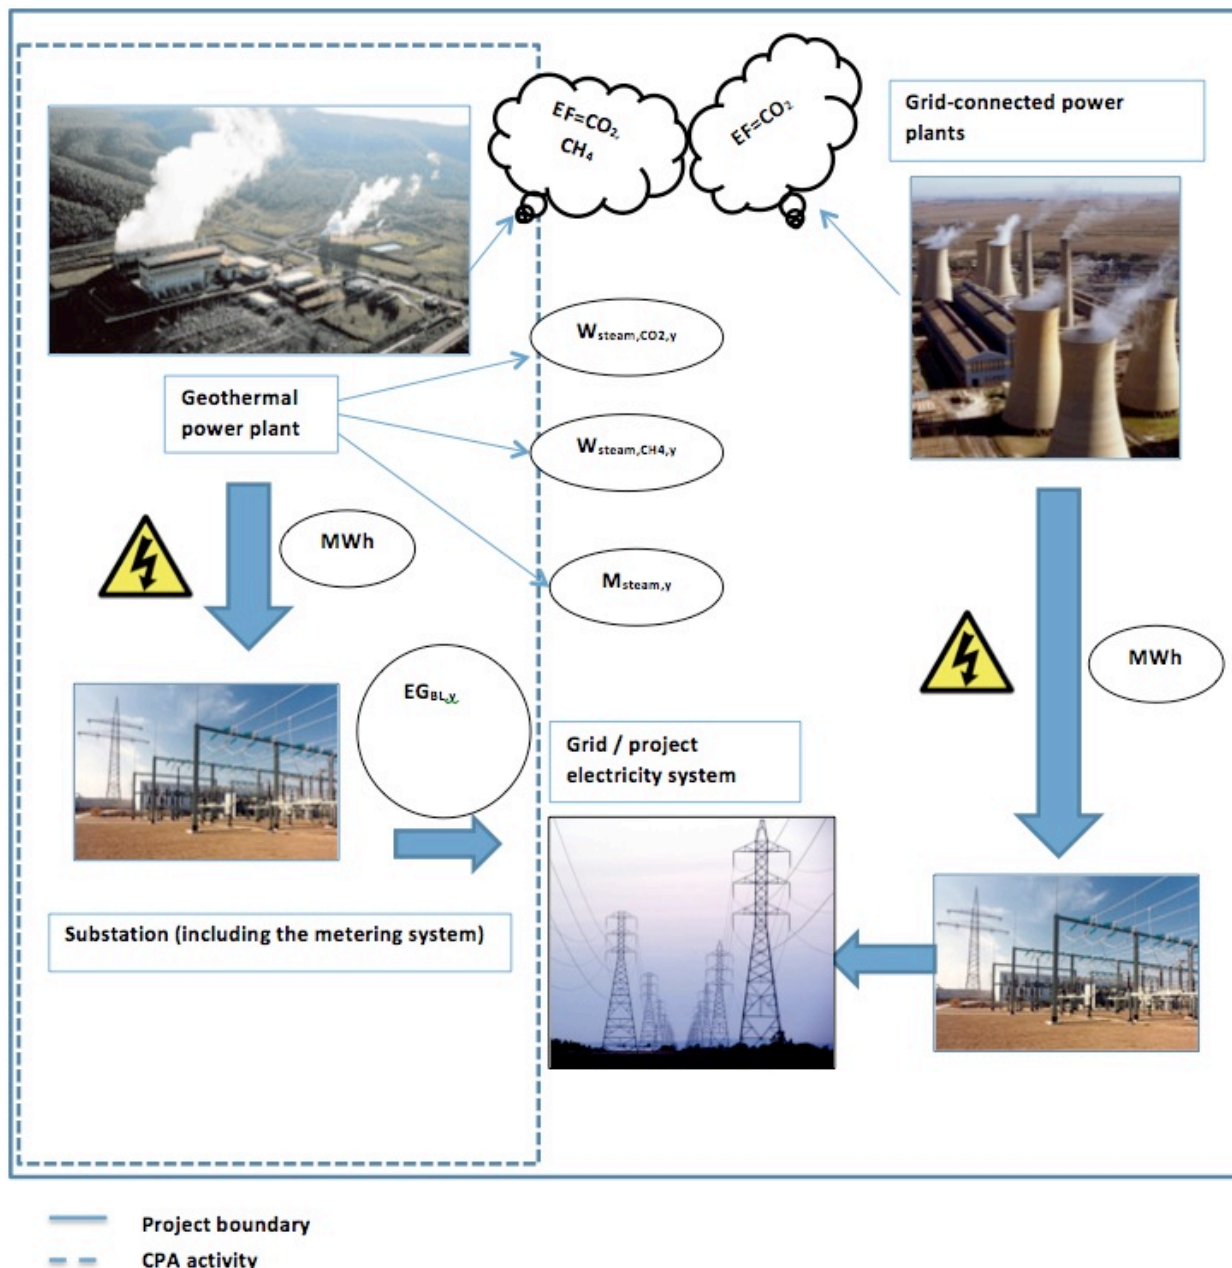 EF=CO₂,
CH₄
EF=CO₂
Grid-connected power
plants
Wsteam,CO2,y
Geothermal
power plant
Wsteam,CH4,y
MWh
Msteam,y
MWh
EGBL,y
Grid / project
electricity system
Substation (including the metering system)
Project boundary
CPA activity